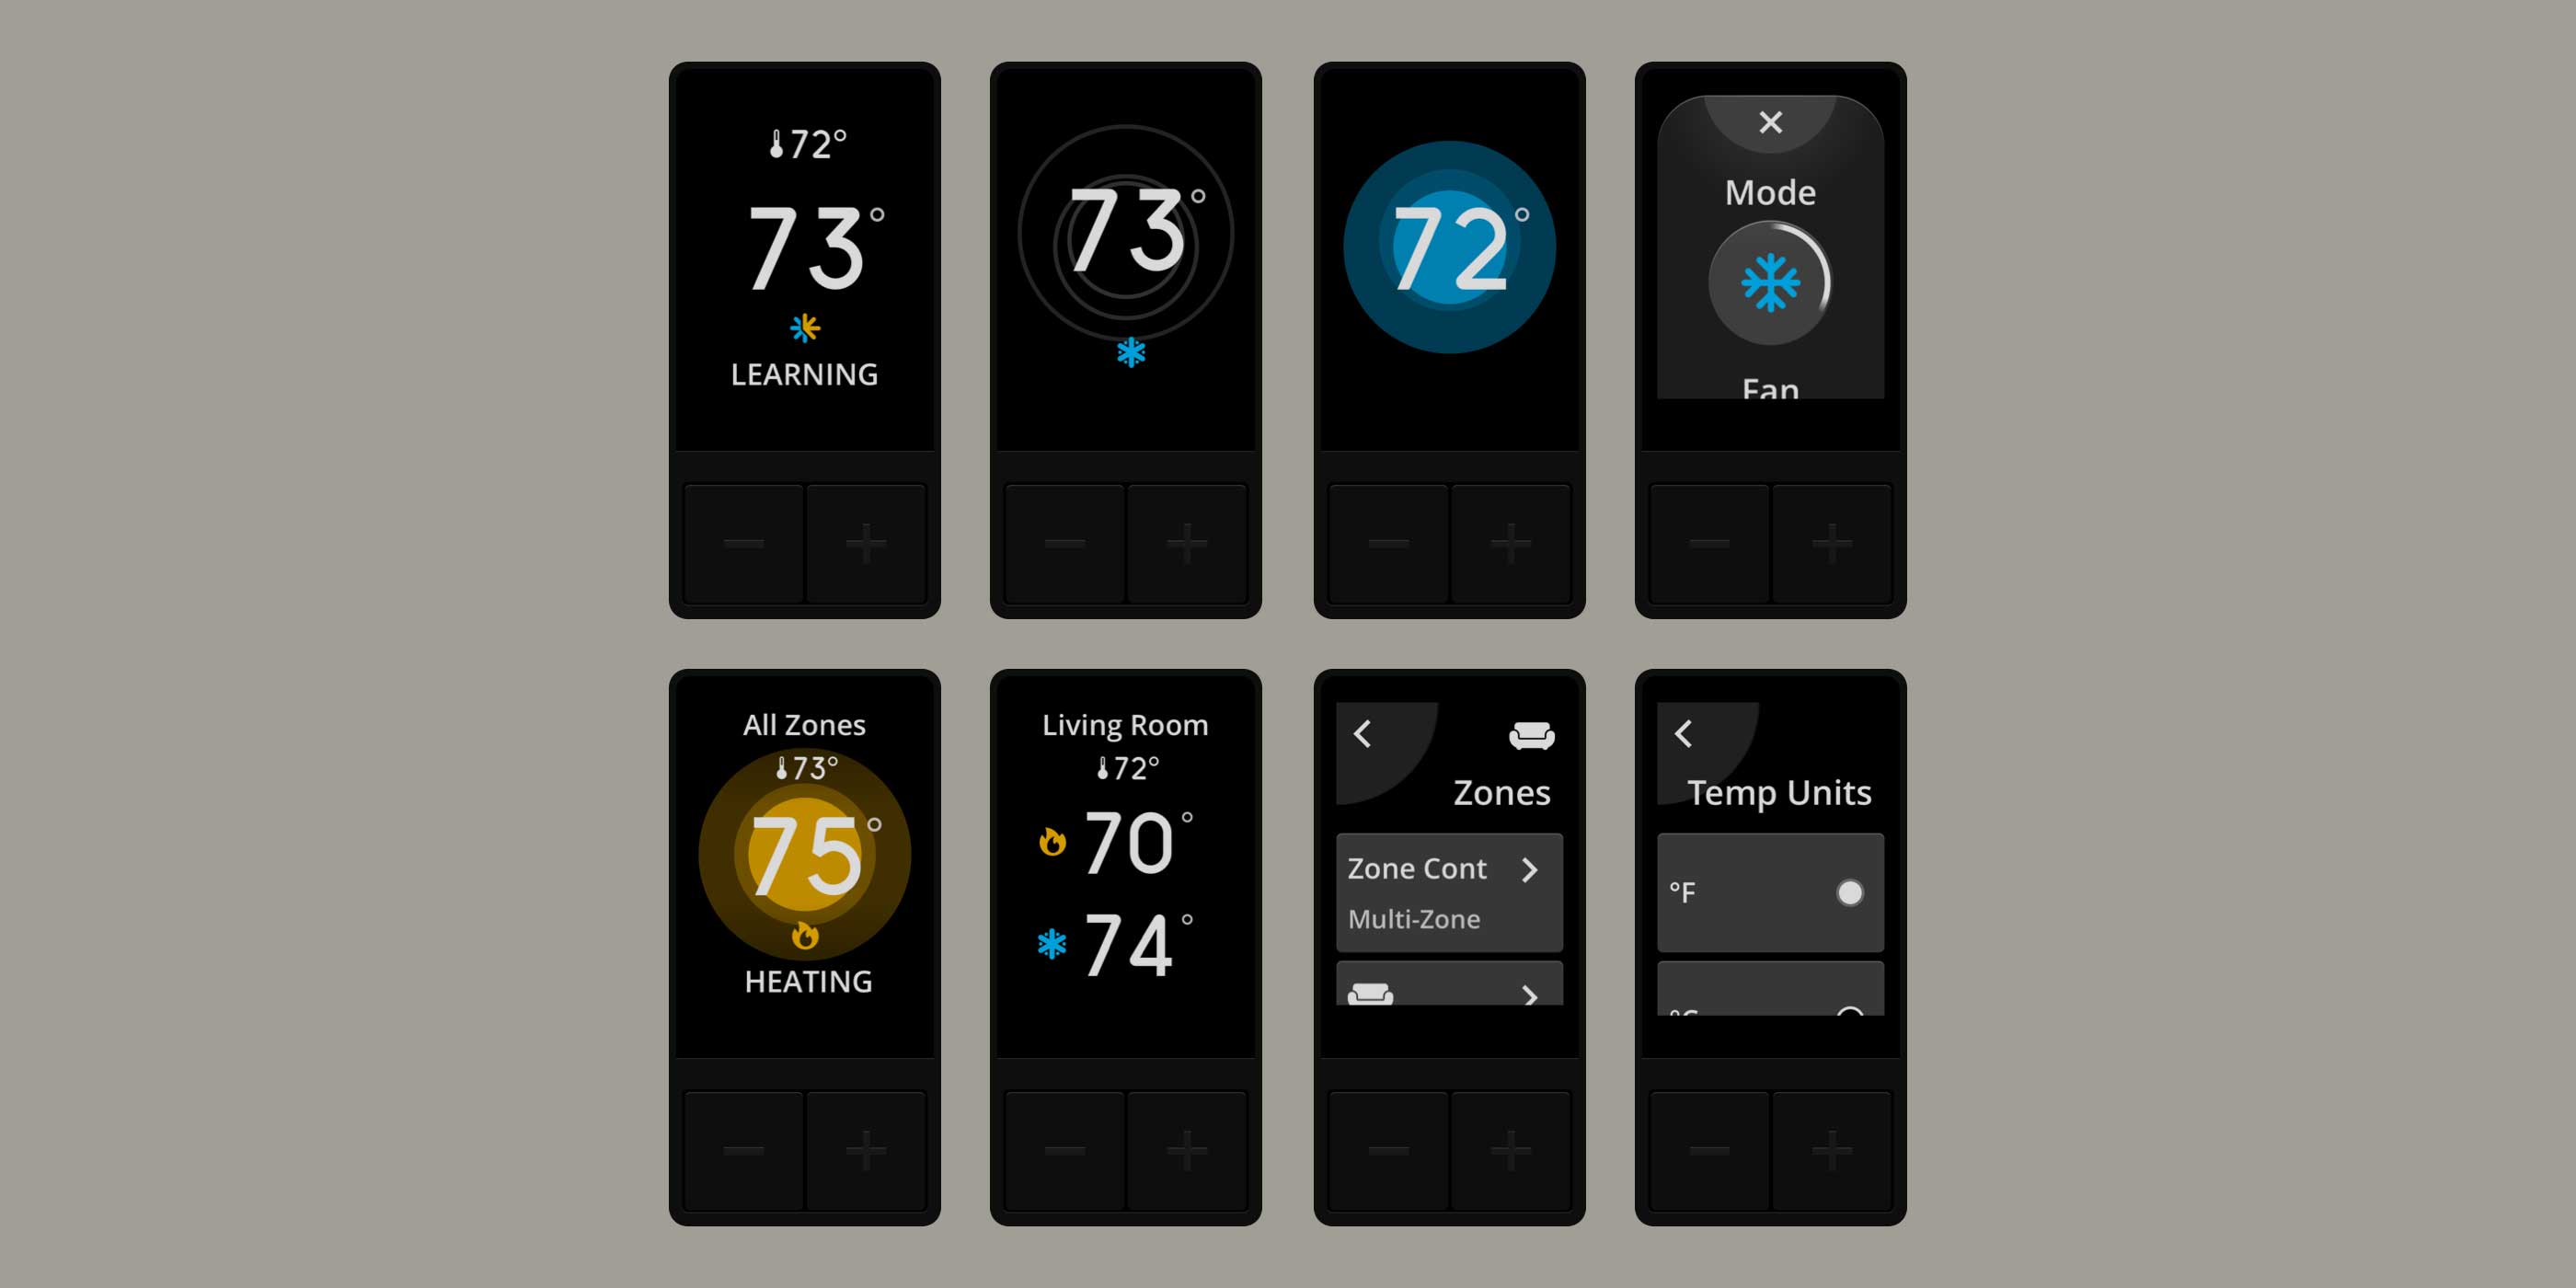 72°
73°
LEARNING
73°
72°
Mode
Fan
All Zones
73°
75°
HEATING
Living Room
72°
70°
74°
Zones
Zone Cont
Multi-Zone
Temp Units
°F